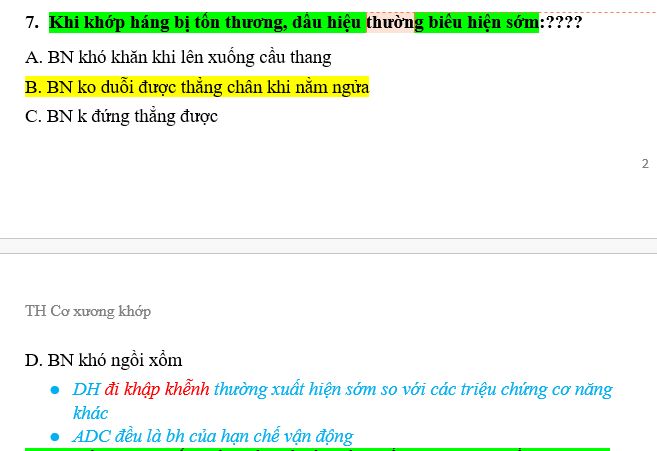 7. Khi khớp háng bị tổn thương, dấu hiệu thường biểu hiện sớm:????
A. BN khó khăn khi lên xuống cầu thang
B. BN ko duỗi được thẳng chân khi nằm ngửa
C. BN k đứng thẳng được
2
TH Cơ xương khớp
D. BN khó ngồi xổm
● DH đi khập khễnh thường xuất hiện sớm so với các triệu chứng cơ năng
khác
● ADC đều là bh của hạn chế vận động